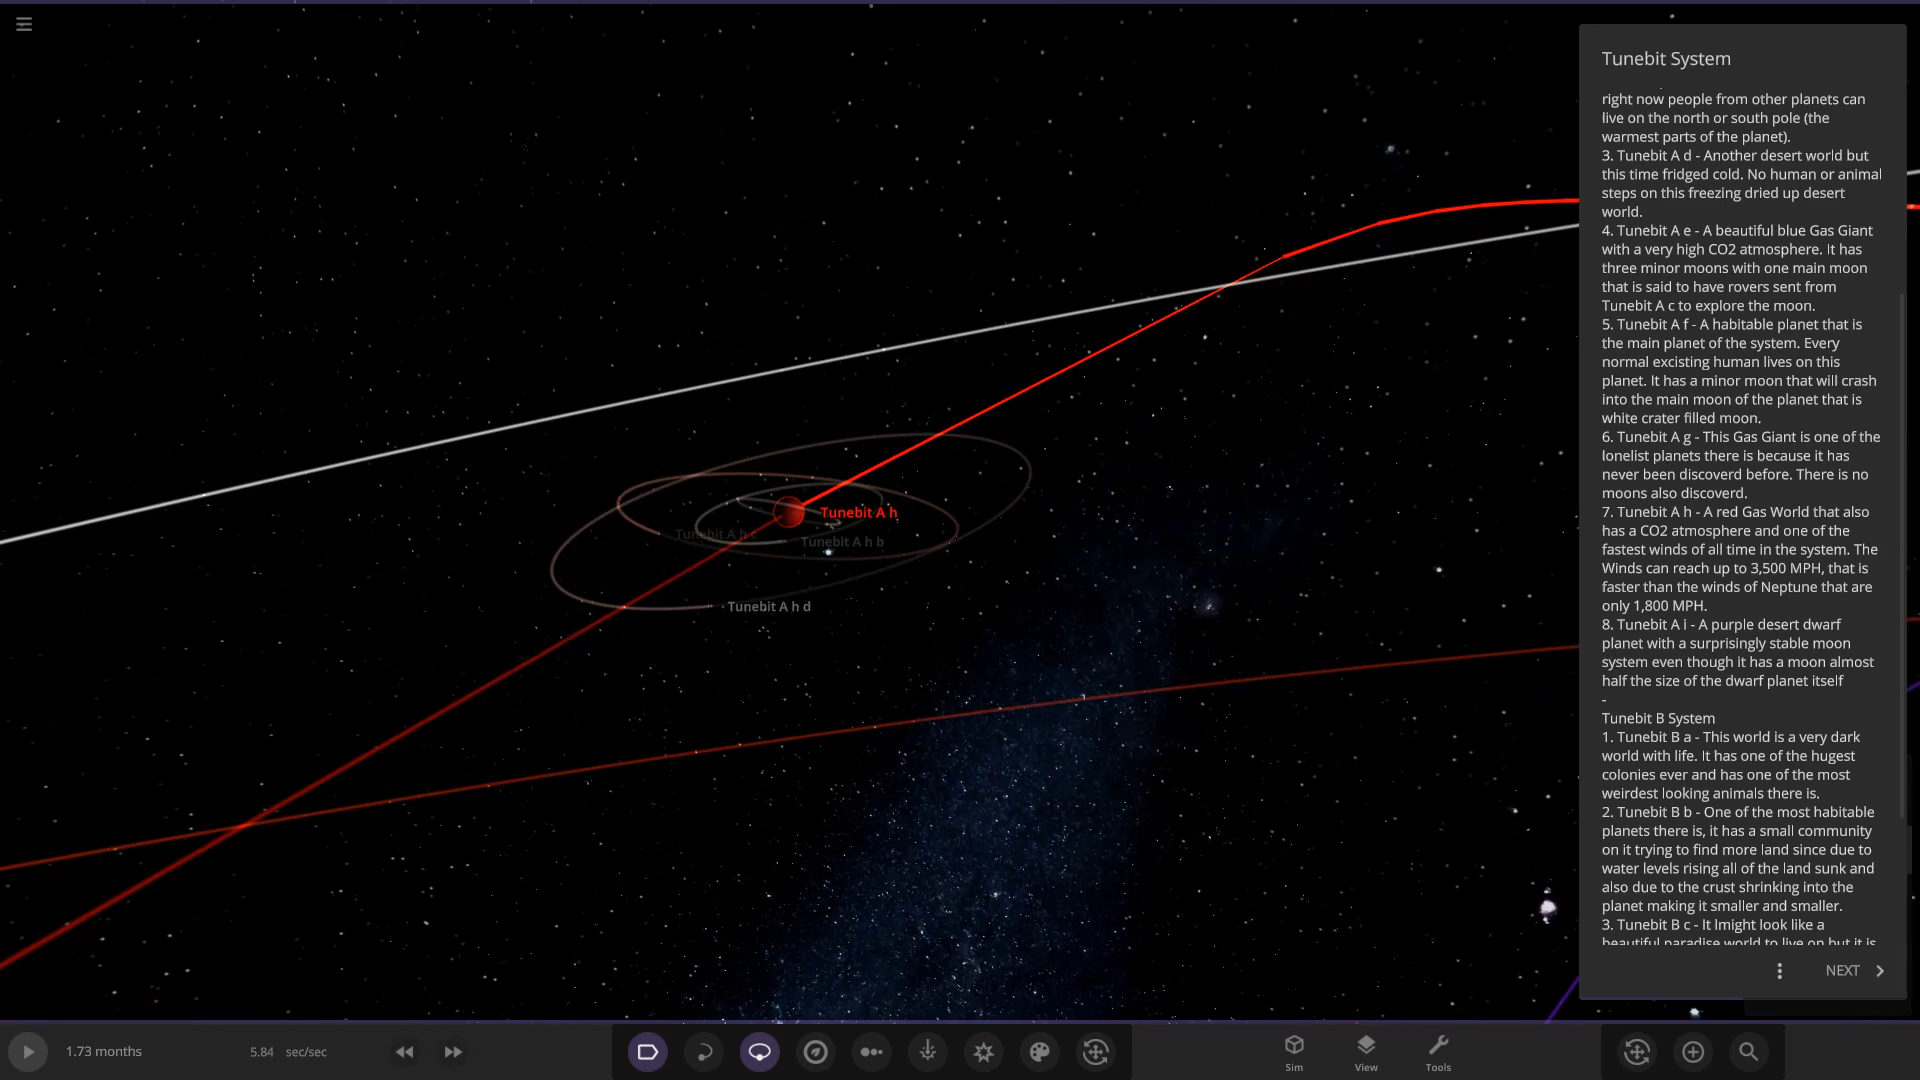 Tunebit System
right now people from other planets can
live on the north or south pole (the
warmest parts of the planet).
3. Tunebit A d - Another desert world but
this time fridged cold. No human or animal
steps on this freezing dried up desert
world.
4. Tunebit A e - A beautiful blue Gas Giant
with a very high CO2 atmosphere. It has
three minor moons with one main moon
that is said to have rovers sent from
Tunebit A c to explore the moon.
5. Tunebit A f - A habitable planet that is
the main planet of the system. Every
normal excisting human lives on this
planet. It has a minor moon that will crash
into the main moon of the planet that is
white crater filled moon.
6. Tunebit A g - This Gas Giant is one of the
lonelist planets there is because it has
never been discoverd before. There is no
moons also discoverd.
7. Tunebit A h - A red Gas World that also
has a CO2 atmosphere and one of the
fastest winds of all time in the system. The
Winds can reach up to 3,500 MPH, that is
faster than the winds of Neptune that are
only 1,800 MPH.
8. Tunebit A i - A purple desert dwarf
planet with a surprisingly stable moon
system even though it has a moon almost
half the size of the dwarf planet itself
-
Tunebit B System
1. Tunebit B a - This world is a very dark
world with life. It has one of the hugest
colonies ever and has one of the most
weirdest looking animals there is.
2. Tunebit B b - One of the most habitable
planets there is, it has a small community
on it trying to find more land since due to
water levels rising all of the land sunk and
also due to the crust shrinking into the
planet making it smaller and smaller.
3. Tunebit B c - It lmight look like a
beautiful paradise world to live on but it is
NEXT
Tunebit A h
Tunebit A h c
Tunebit A h b
Tunebit A h d
1.73 months
5.84 sec/sec
Sim
View
Tools